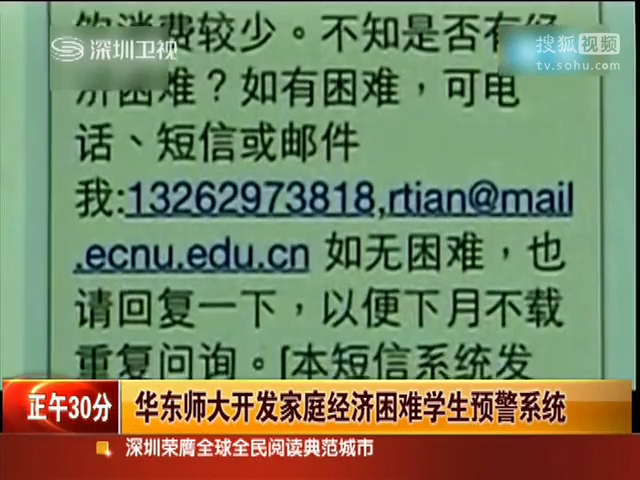 深圳卫视
搜狐视频
tv.sohu.com
饮消费较少。不知是否有经
济困难？如有困难，可电
话、短信或邮件
我:13262973818,rtian@mail
.ecnu.edu.cn 如无困难，也
请回复一下，以便下月不载
重复问询。[本短信系统发
正午30分
华东师大开发家庭经济困难学生预警系统
深圳荣膺全球全民阅读典范城市